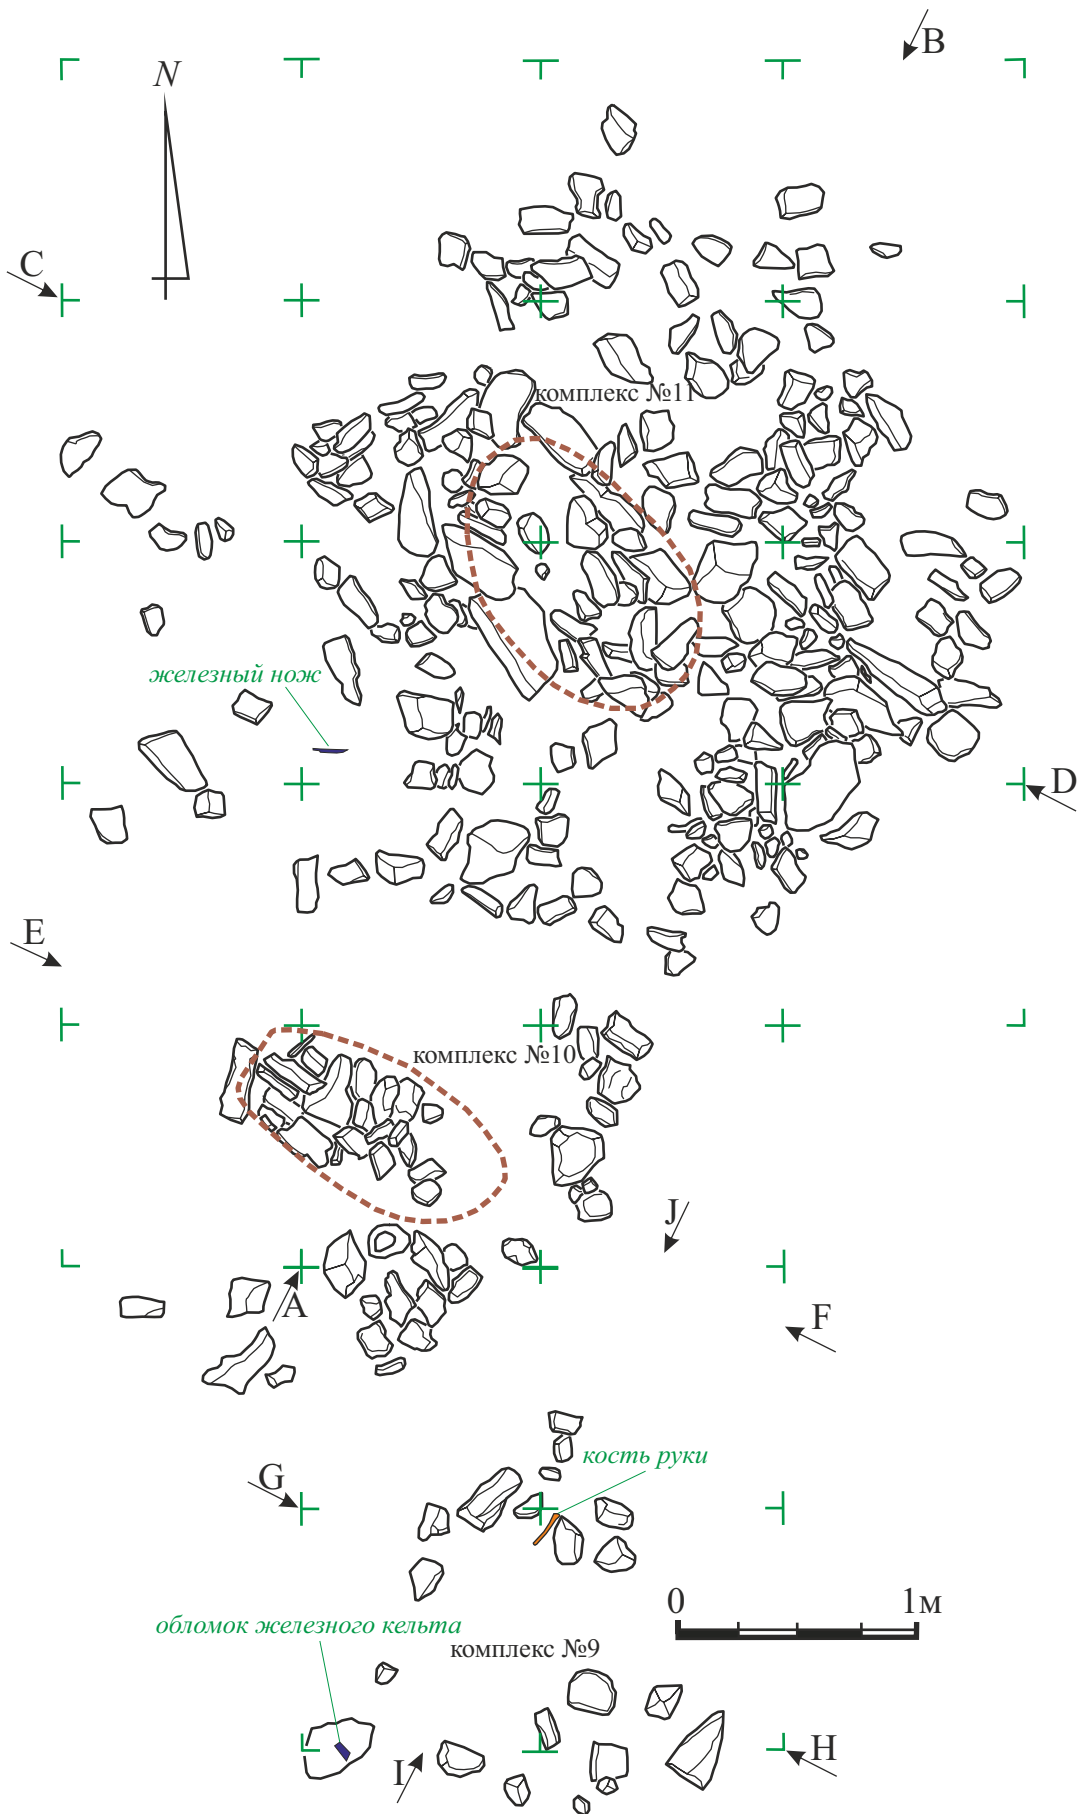 B
N
C
комплекс №11
железный нож
D
E
комплекс №10
J
A
F
кость руки
G
0 1м
обломок железного кельта
комплекс №9
H
I